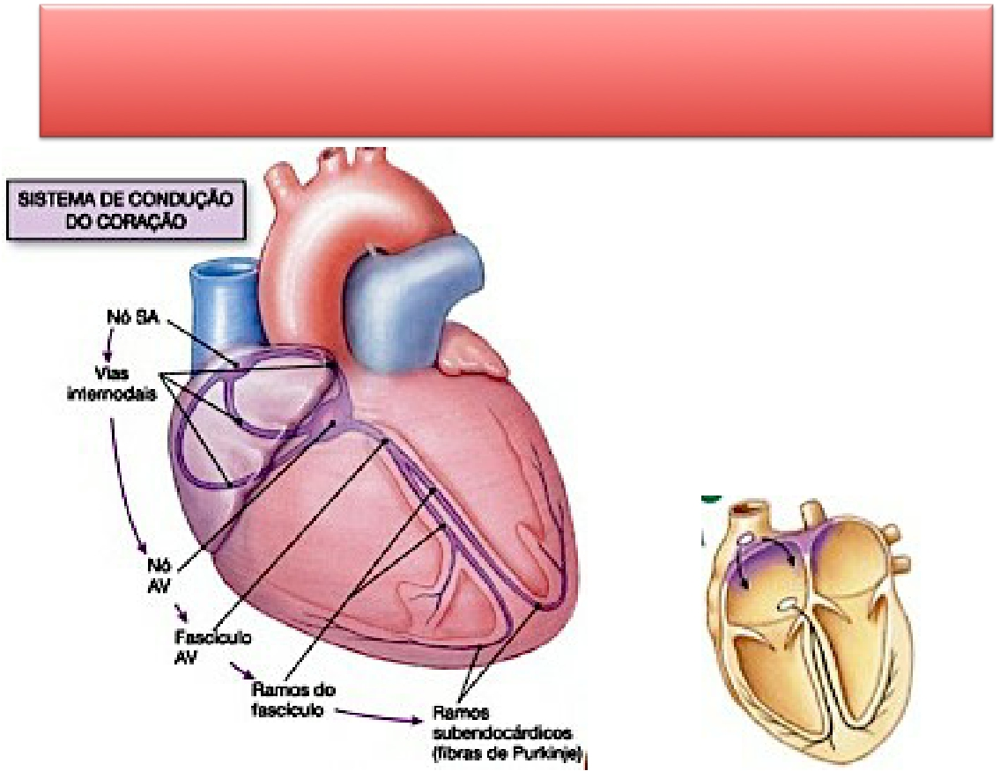 SISTEMA DE CONDUÇÃO
DO CORAÇÃO
Nó SA
Vias
internodais
Nó
AV
Fascículo
AV
Ramos do
fascículo
Ramos
subendocárdicos
(fibras de Purkinje)